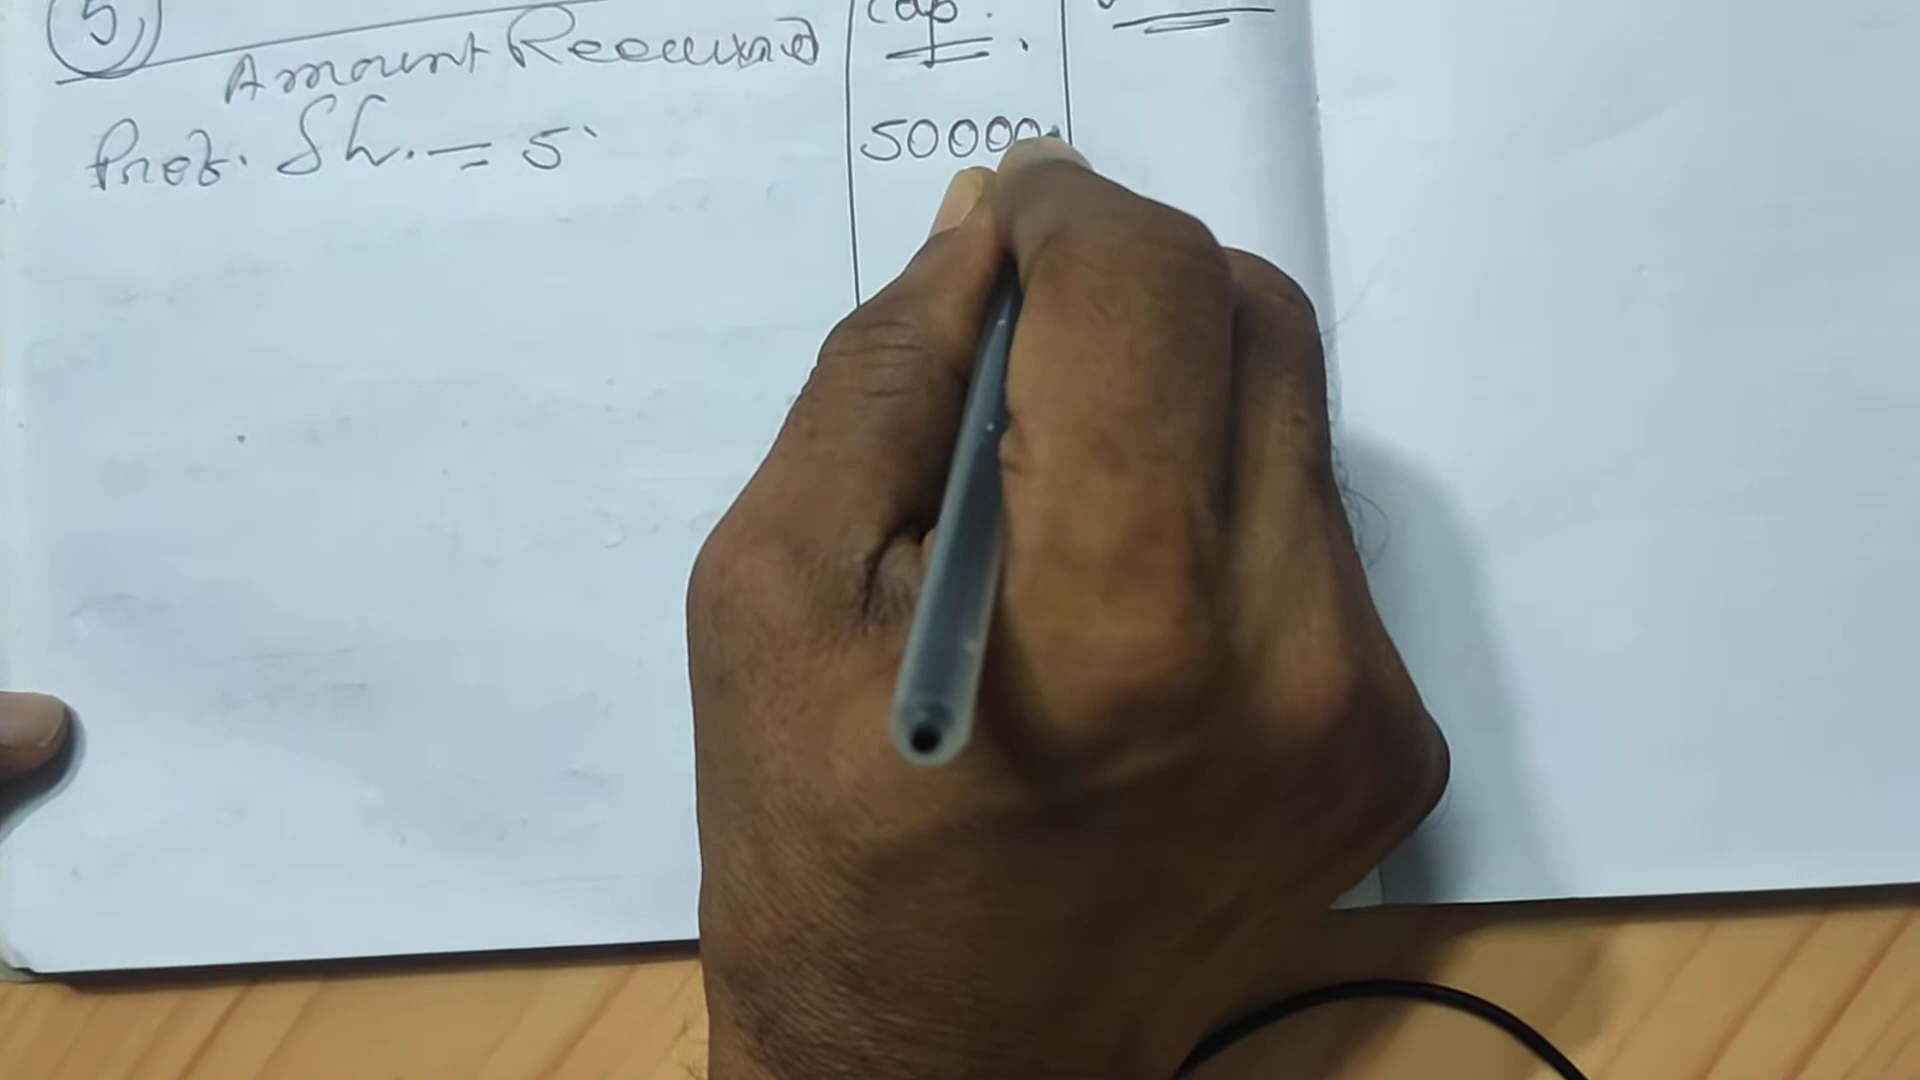 5
Cap.
Amount Received
Pref. Sh. = 5
50000